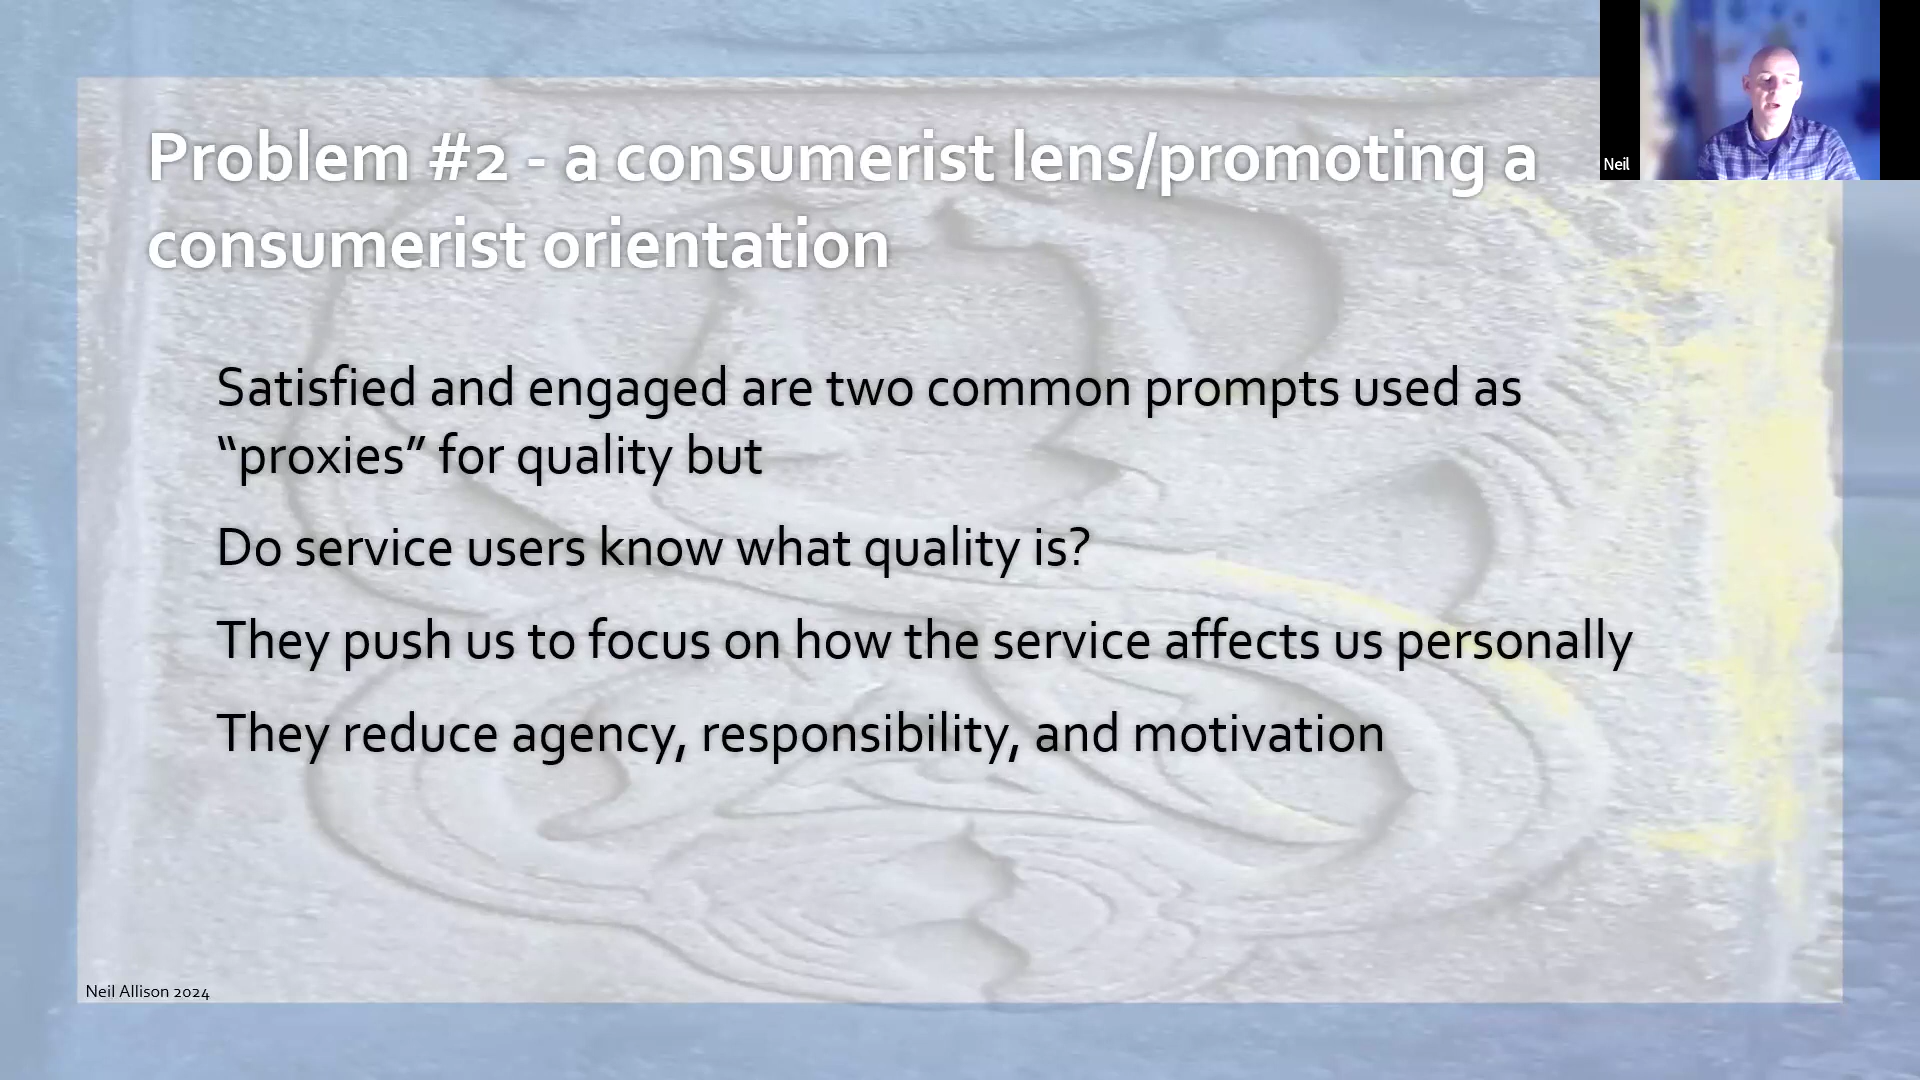 Problem #2 - a consumerist lens/promoting a
consumerist orientation
Neil
Satisfied and engaged are two common prompts used as
“proxies” for quality but
Do service users know what quality is?
They push us to focus on how the service affects us personally
They reduce agency, responsibility, and motivation
Neil Allison 2024